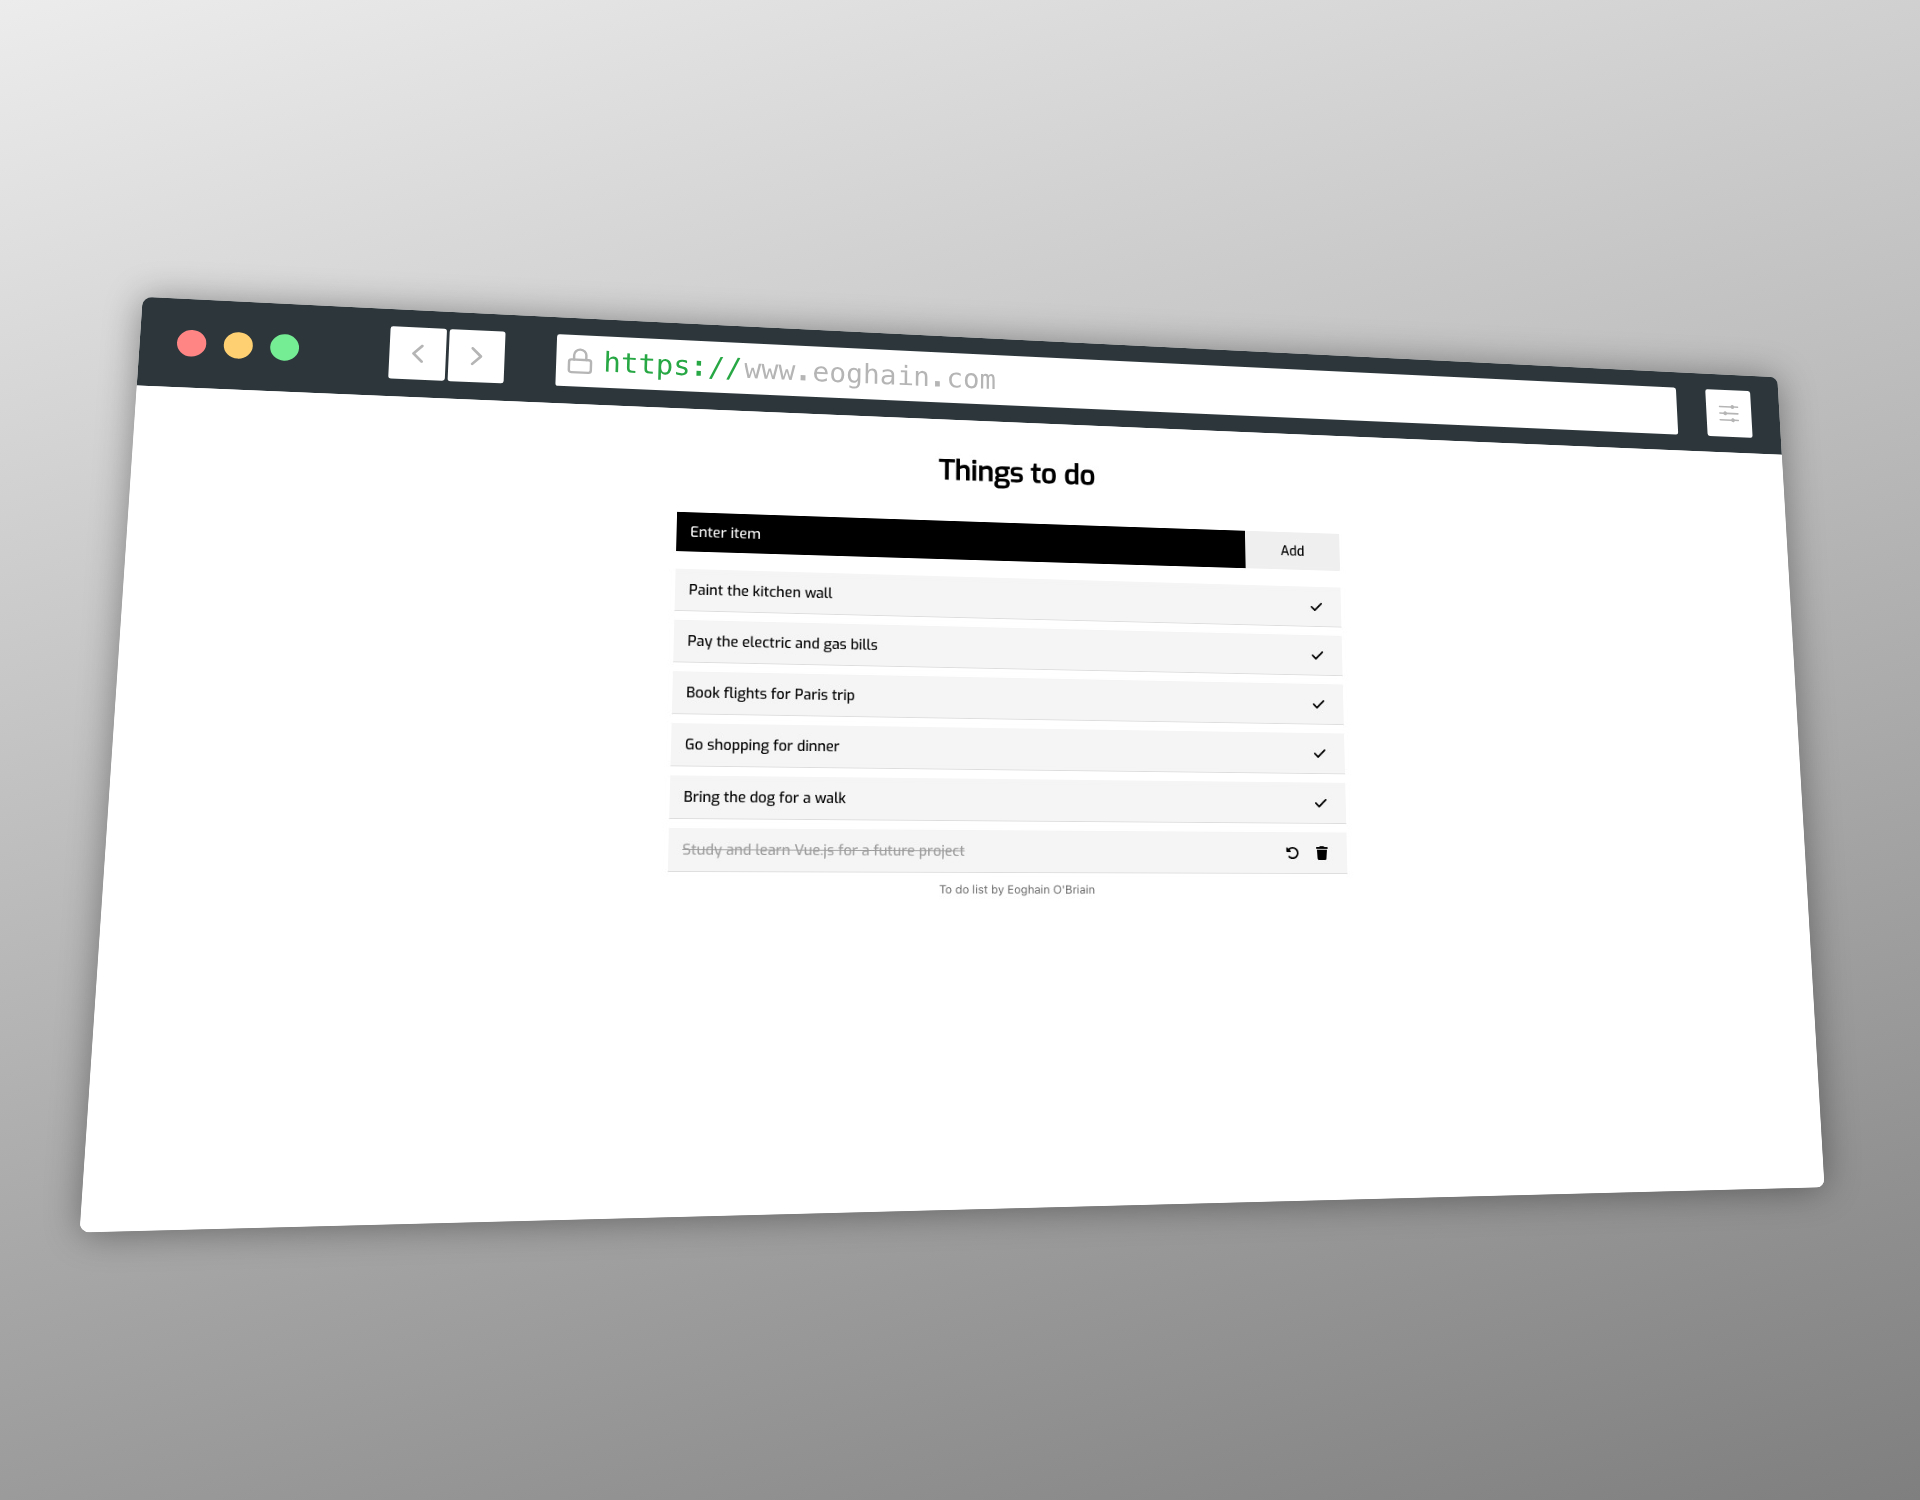 https://www.eoghain.com
Things to do
Enter item
Add
Paint the kitchen wall
Pay the electric and gas bills
Book flights for Paris trip
Go shopping for dinner
Bring the dog for a walk
Study and learn Vue.js for a future project
To do list by Eoghain O'Briain